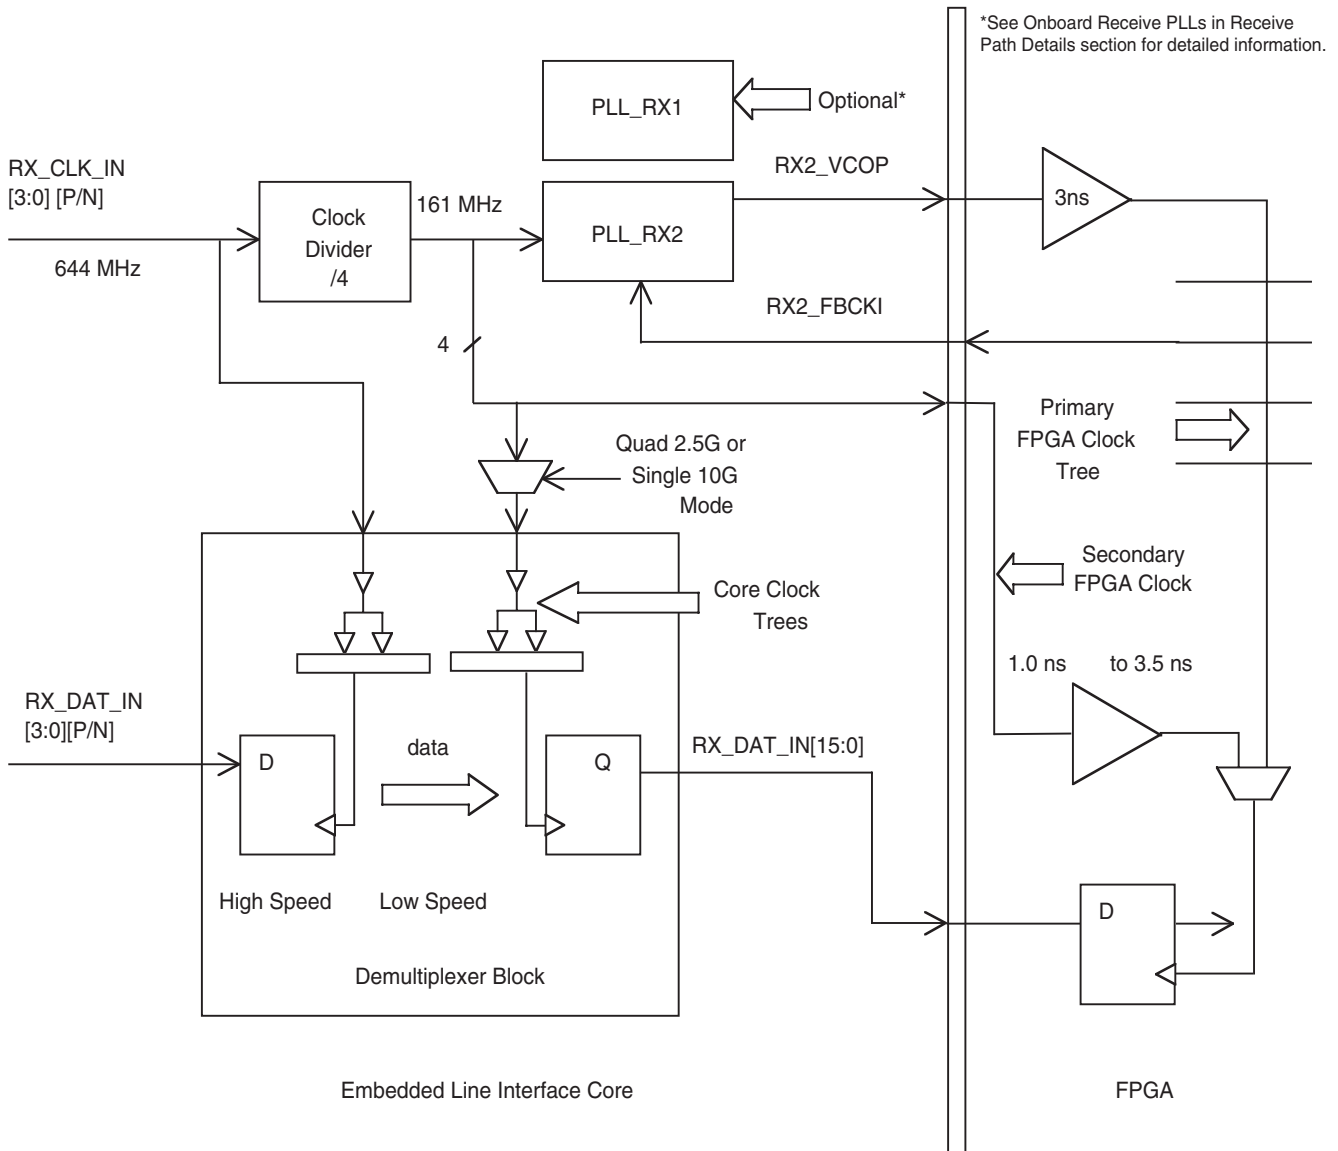 *See Onboard Receive PLLs in Receive
Path Details section for detailed information.
PLL_RX1
Optional*
RX_CLK_IN
[3:0] [P/N]
644 MHz
Clock
Divider
/4
161 MHz
PLL_RX2
RX2_VCOP
3ns
RX2_FBCKI
4
Primary
FPGA Clock
Tree
Quad 2.5G or
Single 10G
Mode
Secondary
FPGA Clock
Core Clock
Trees
1.0 ns to 3.5 ns
RX_DAT_IN
[3:0][P/N]
D
data
Q
RX_DAT_IN[15:0]
High Speed
Low Speed
D
Demultiplexer Block
Embedded Line Interface Core
FPGA